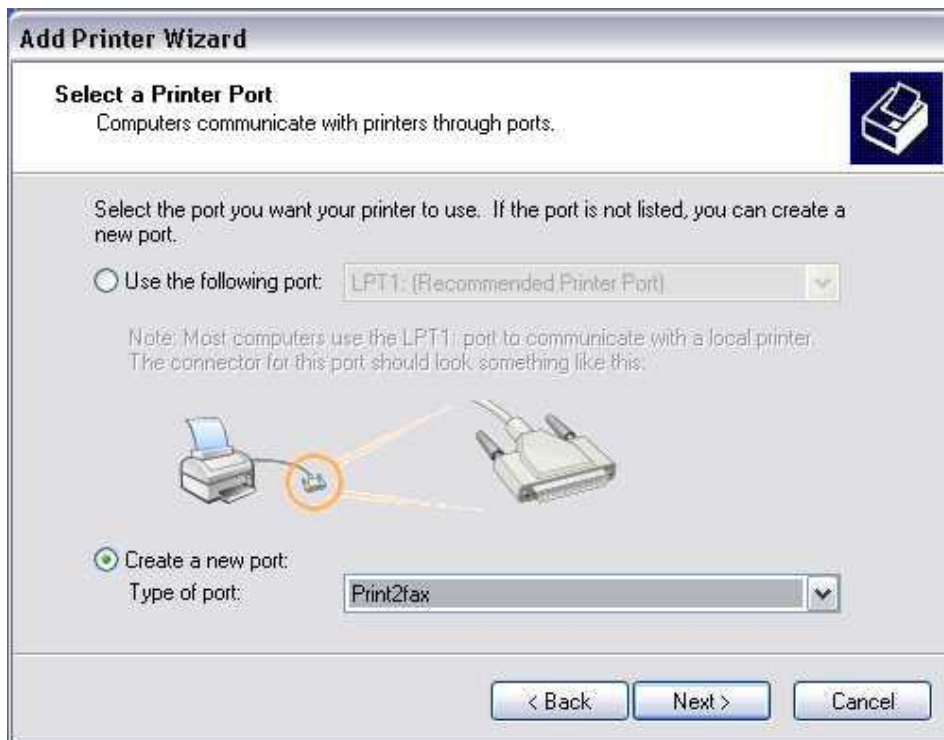 Add Printer Wizard
Select a Printer Port
Computers communicate with printers through ports.
Select the port you want your printer to use. If the port is not listed, you can create a
new port.
Use the following port: LPT1: (Recommended Printer Port)
Note: Most computers use the LPT1: port to communicate with a local printer.
The connector for this port should look something like this:
Create a new port:
Type of port: Print2fax
< Back Next > Cancel